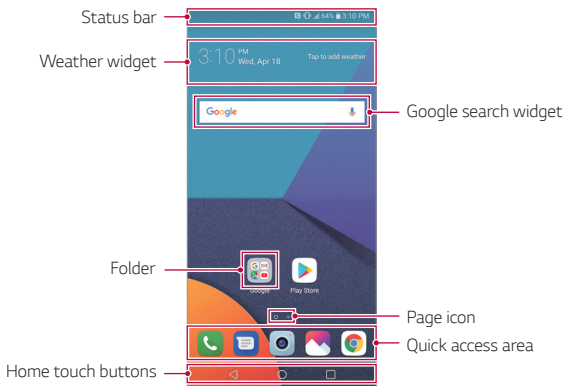 Status bar
64% 3:10 PM
Weather widget
3:10 PM
Wed, Apr 18
Tap to add weather
Google
Google search widget
Folder
G M
Google
Play Store
Page icon
Quick access area
Home touch buttons